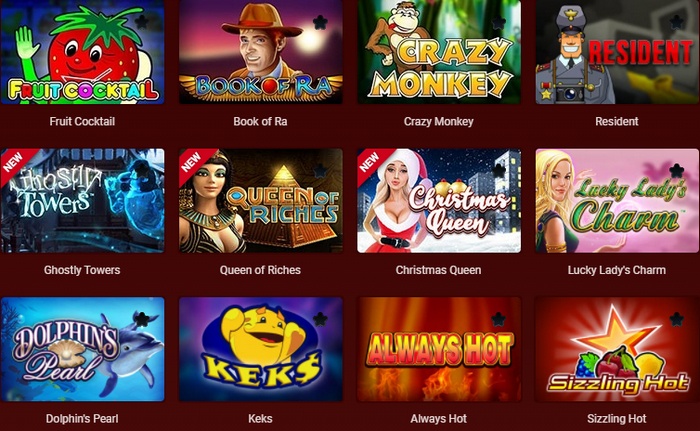 FRUIT COCKTAIL
BOOK OF RA
CRAZY
MONKEY
RESIDENT
Fruit Cocktail
Book of Ra
Crazy Monkey
Resident
NEW
Ghostly
Towers
NEW
QUEEN OF
RICHES
NEW
Christmas
Queen
Lucky Lady's
Charm
Ghostly Towers
Queen of Riches
Christmas Queen
Lucky Lady's Charm
DOLPHIN'S
Pearl
KEK$
ALWAYS HOT
Sizzling Hot
Dolphin's Pearl
Keks
Always Hot
Sizzling Hot